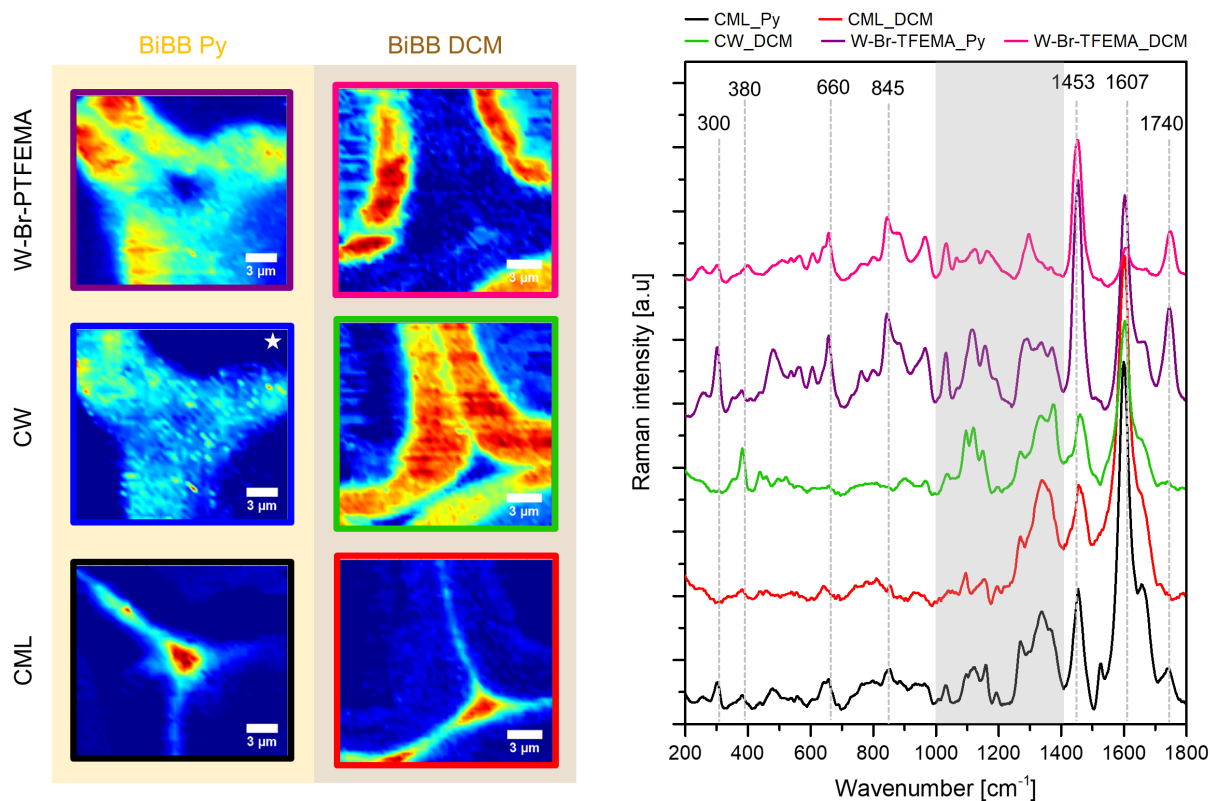 BiBB Py
BiBB DCM
W-Br-PTFEMA
3 µm
3 µm
CW
3 µm
3 µm
CML
3 µm
3 µm
CML_Py
CML_DCM
CW_DCM
W-Br-TFEMA_Py
W-Br-TFEMA_DCM
300
380
660
845
1453
1607
1740
Raman intensity [a.u]
200 400 600 800 1000 1200 1400 1600 1800
Wavenumber [cm⁻¹]